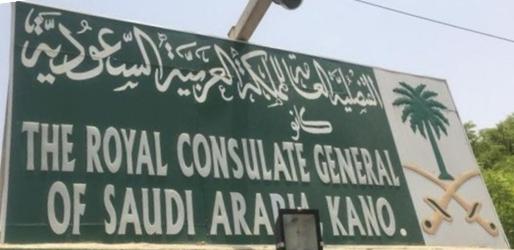 القنصلية العامة للمملكة العربية السعودية
كانو
THE ROYAL CONSULATE GENERAL
OF SAUDI ARABIA, KANO.